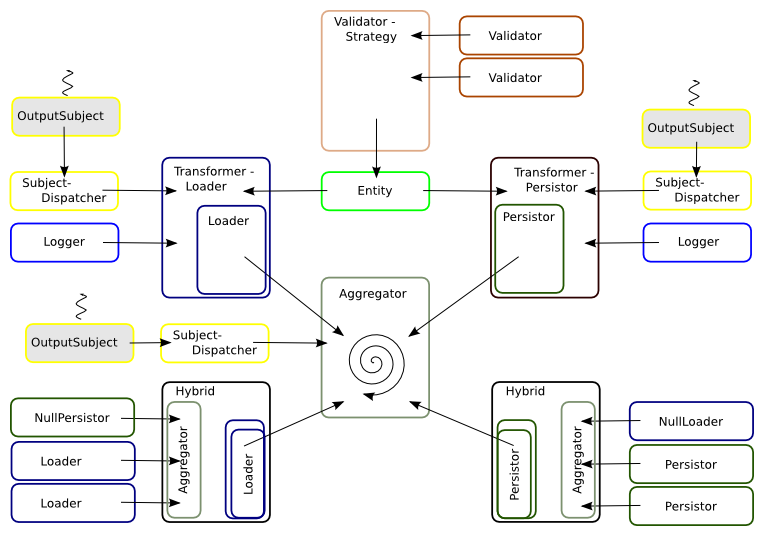 Validator -
Strategy
Validator
Validator
OutputSubject
OutputSubject
Subject-
Dispatcher
Transformer -
Loader
Entity
Transformer -
Persistor
Subject-
Dispatcher
Logger
Loader
Persistor
Logger
Aggregator
OutputSubject
Subject-
Dispatcher
Hybrid
Hybrid
NullPersistor
Loader
Loader
Aggregator
Loader
Persistor
Aggregator
NullLoader
Persistor
Persistor